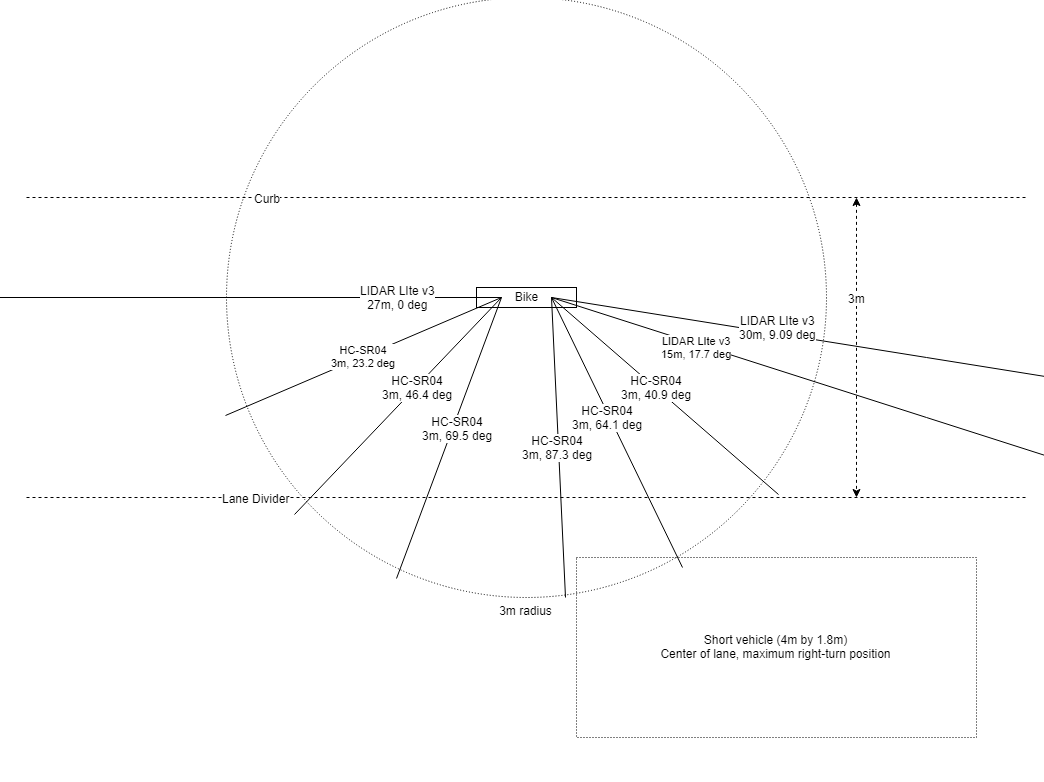 Curb
LIDAR LIte v3
27m, 0 deg
Bike
3m
LIDAR LIte v3
30m, 9.09 deg
LIDAR LIte v3
15m, 17.7 deg
HC-SR04
3m, 23.2 deg
HC-SR04
3m, 46.4 deg
HC-SR04
3m, 40.9 deg
HC-SR04
3m, 64.1 deg
HC-SR04
3m, 69.5 deg
HC-SR04
3m, 87.3 deg
Lane Divider
3m radius
Short vehicle (4m by 1.8m)
Center of lane, maximum right-turn position